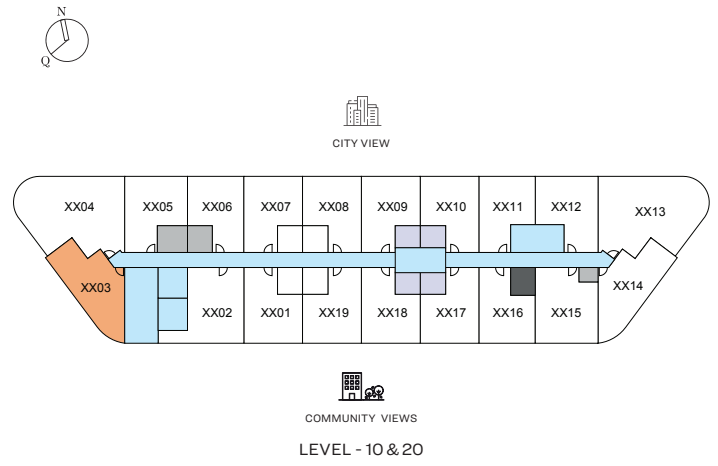 N
Q
CITY VIEW
XX04 XX05 XX06 XX07 XX08 XX09 XX10 XX11 XX12 XX13
XX03 XX14
XX02 XX01 XX19 XX18 XX17 XX16 XX15
COMMUNITY VIEWS
LEVEL - 10 & 20